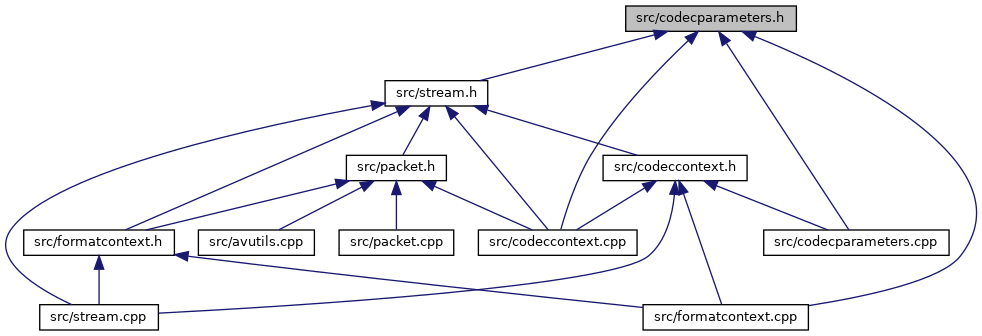 src/codecparameters.h
src/stream.h
src/packet.h
src/codeccontext.h
src/formatcontext.h
src/avutils.cpp
src/packet.cpp
src/codeccontext.cpp
src/codecparameters.cpp
src/stream.cpp
src/formatcontext.cpp